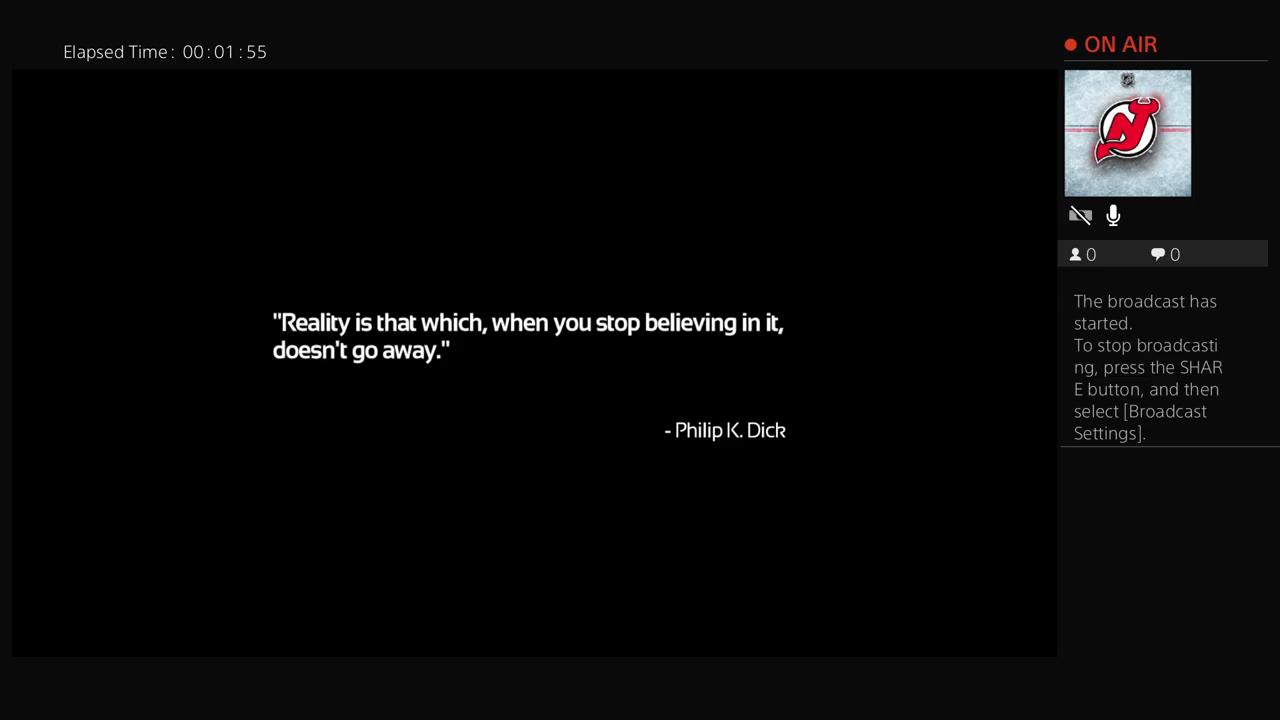 Elapsed Time: 00:01:55
ON AIR
NJ
0 0
"Reality is that which, when you stop believing in it,
doesn't go away."
- Philip K. Dick
The broadcast has
started.
To stop broadcasti
ng, press the SHAR
E button, and then
select [Broadcast
Settings].